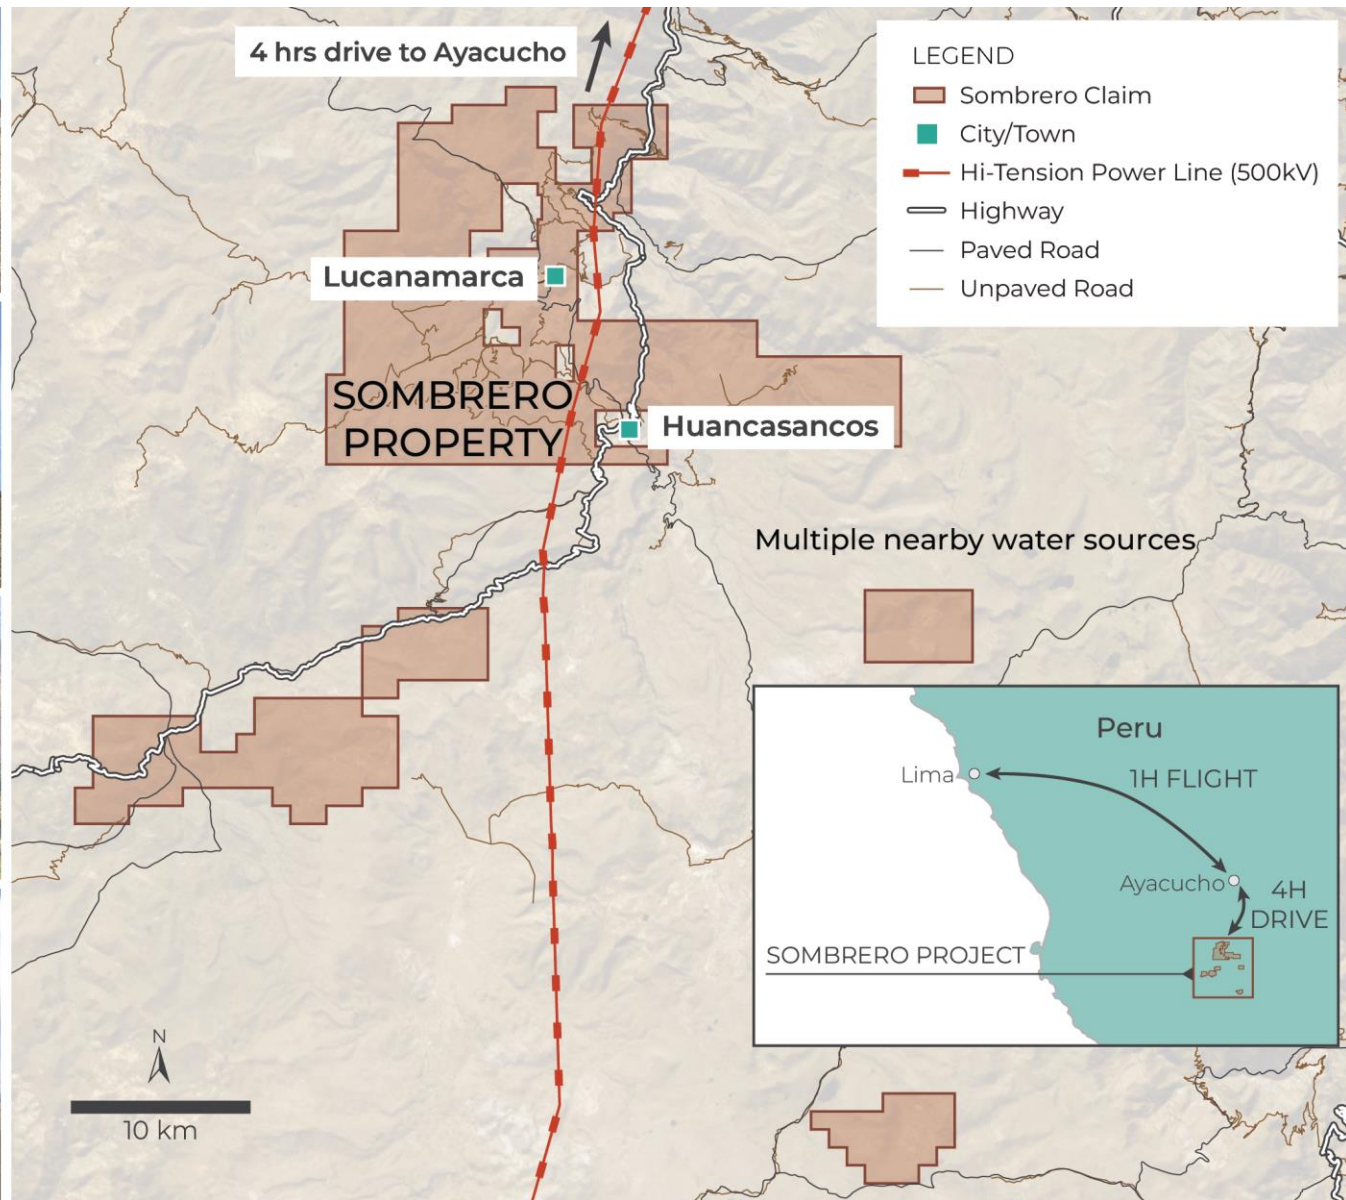 4 hrs drive to Ayacucho
LEGEND
Sombrero Claim
City/Town
Hi-Tension Power Line (500kV)
Highway
Paved Road
Unpaved Road
Lucanamarca
SOMBRERO
PROPERTY
Huancasancos
Multiple nearby water sources
Peru
Lima
1H FLIGHT
Ayacucho
4H
DRIVE
SOMBRERO PROJECT
N
10 km